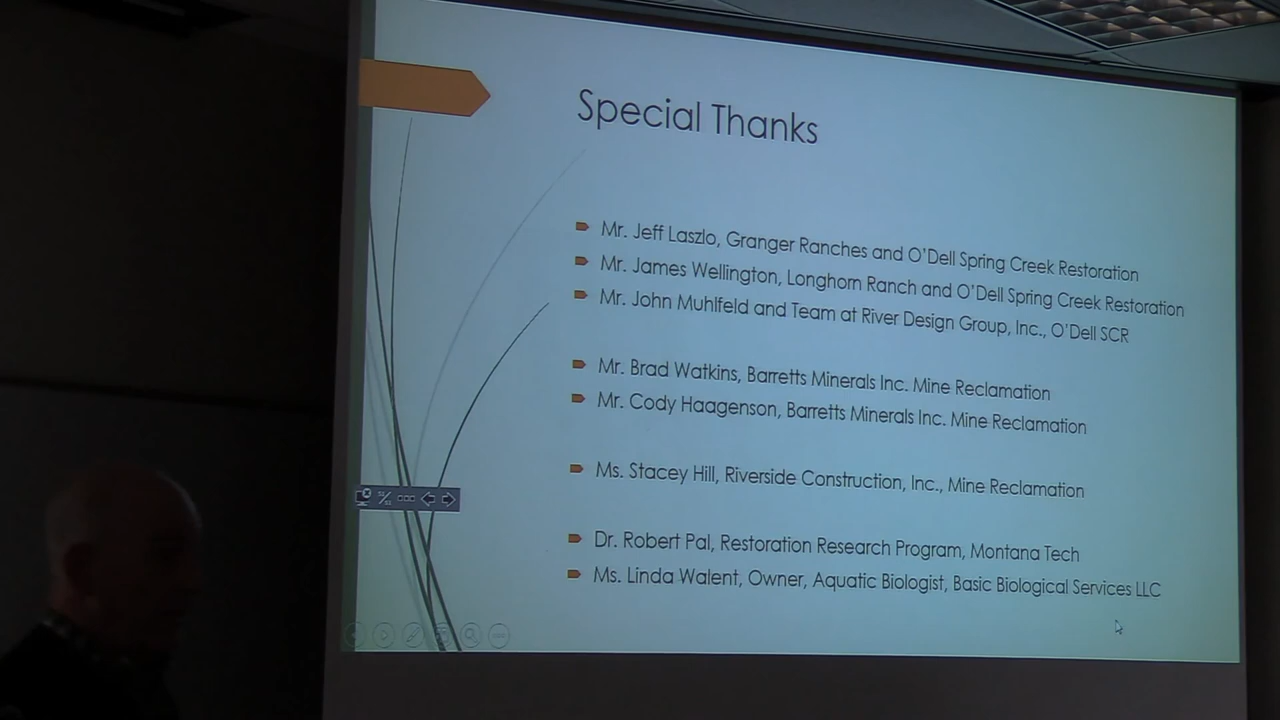 Special Thanks
Mr. Jeff Laszlo, Granger Ranches and O'Dell Spring Creek Restoration
Mr. James Wellington, Longhorn Ranch and O'Dell Spring Creek Restoration
Mr. John Muhlfeld and Team at River Design Group, Inc., O'Dell SCR
Mr. Brad Watkins, Barretts Minerals Inc. Mine Reclamation
Mr. Cody Haagenson, Barretts Minerals Inc. Mine Reclamation
Ms. Stacey Hill, Riverside Construction, Inc., Mine Reclamation
Dr. Robert Pal, Restoration Research Program, Montana Tech
Ms. Linda Walent, Owner, Aquatic Biologist, Basic Biological Services LLC